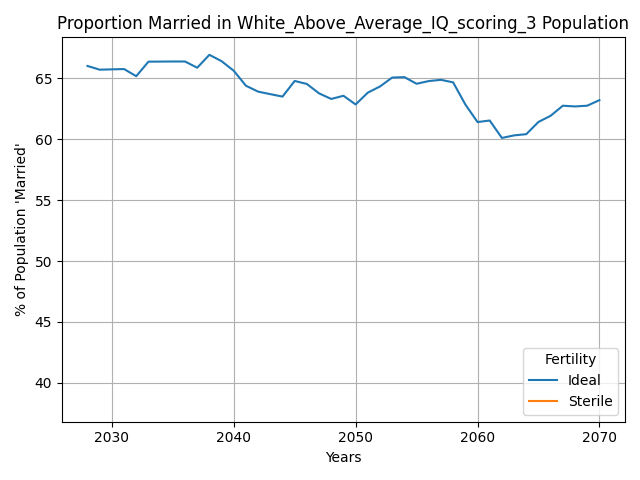 Proportion Married in White_Above_Average_IQ_scoring_3 Population
% of Population 'Married'
65
60
55
50
45
40
2030
2040
2050
2060
2070
Years
Fertility
Ideal
Sterile